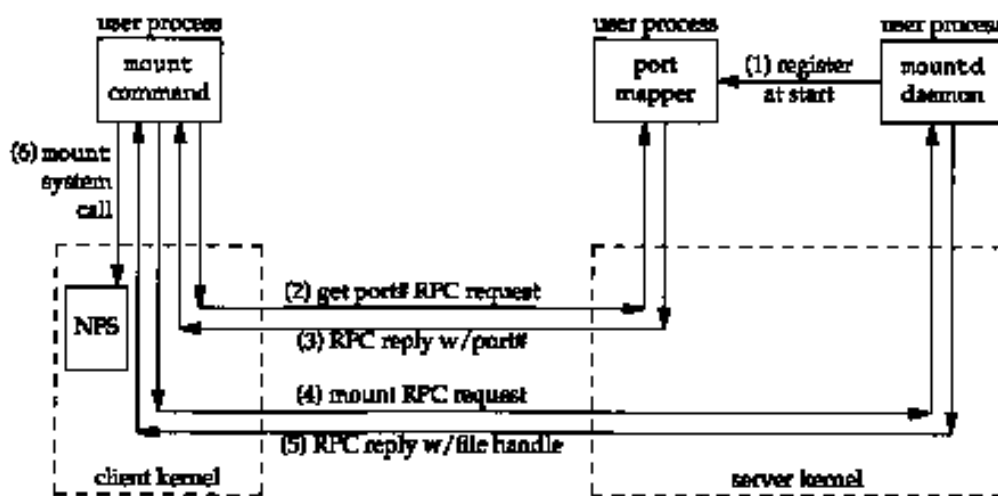 user process
user process
user process
mount
command
port
mapper
(1) register
at start
mountd
daemon
(6) mount
system
call
NFS
(2) get port# RPC request
(3) RPC reply w/port#
(4) mount RPC request
(5) RPC reply w/file handle
client kernel
server kernel